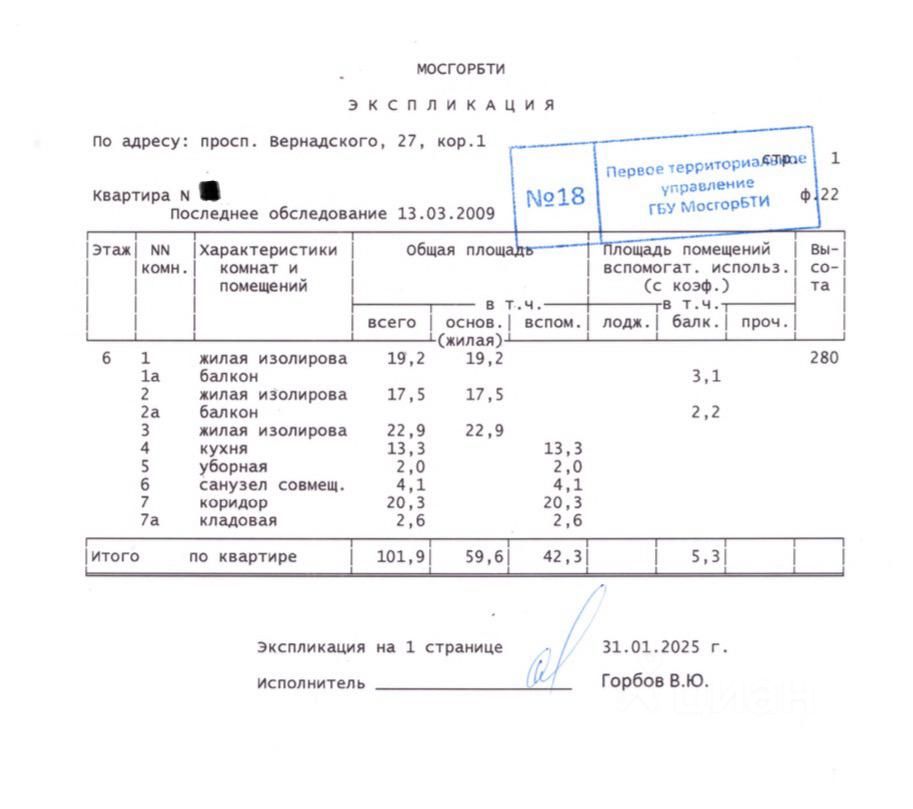 МОСГОРБТИ
ЭКСПЛИКАЦИЯ
По адресу: просп. Вернадского, 27, кор.1
стр. 1
№18
Первое территориальное
управление
ГБУ МосгорБТИ
Квартира N
ф.22
Последнее обследование 13.03.2009
Этаж NN Характеристики Общая площадь Площадь помещений Вы-
комн. комнат и вспомогат. использ. со-
помещений (с коэф.) та
в т.ч. в т.ч.
всего основ. вспом. лодж. балк. проч.
(жилая)
6 1 жилая изолирова 19,2 19,2 280
1а балкон 3,1
2 жилая изолирова 17,5 17,5
2а балкон 2,2
3 жилая изолирова 22,9 22,9
4 кухня 13,3 13,3
5 уборная 2,0 2,0
6 санузел совмещ. 4,1 4,1
7 коридор 20,3 20,3
7а кладовая 2,6 2,6
Итого по квартире 101,9 59,6 42,3 5,3
Экспликация на 1 странице 31.01.2025 г.
Исполнитель Горбов В.Ю.
циан